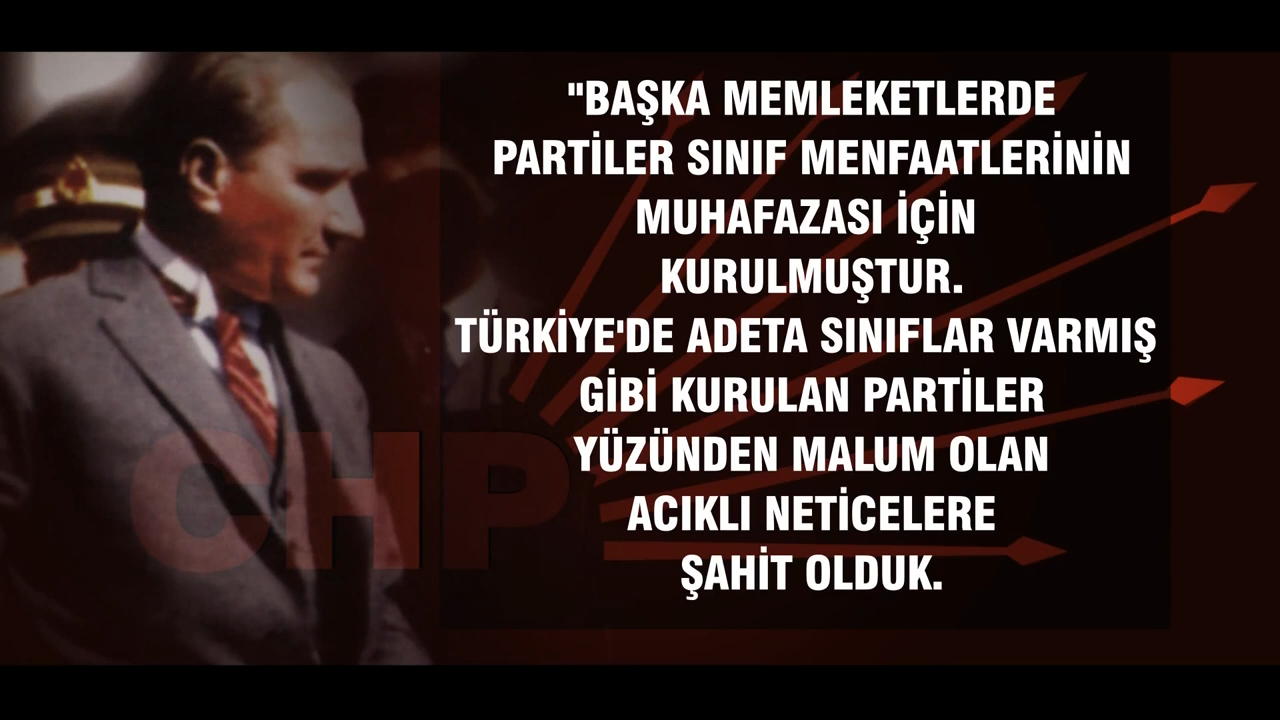 "BAŞKA MEMLEKETLERDE
PARTİLER SINIF MENFAATLERİNİN
MUHAFAZASI İÇİN
KURULMUŞTUR.
TÜRKİYE'DE ADETA SINIFLAR VARMIŞ
GİBİ KURULAN PARTİLER
YÜZÜNDEN MALUM OLAN
ACIKLI NETİCELERE
ŞAHİT OLDUK.
CHP